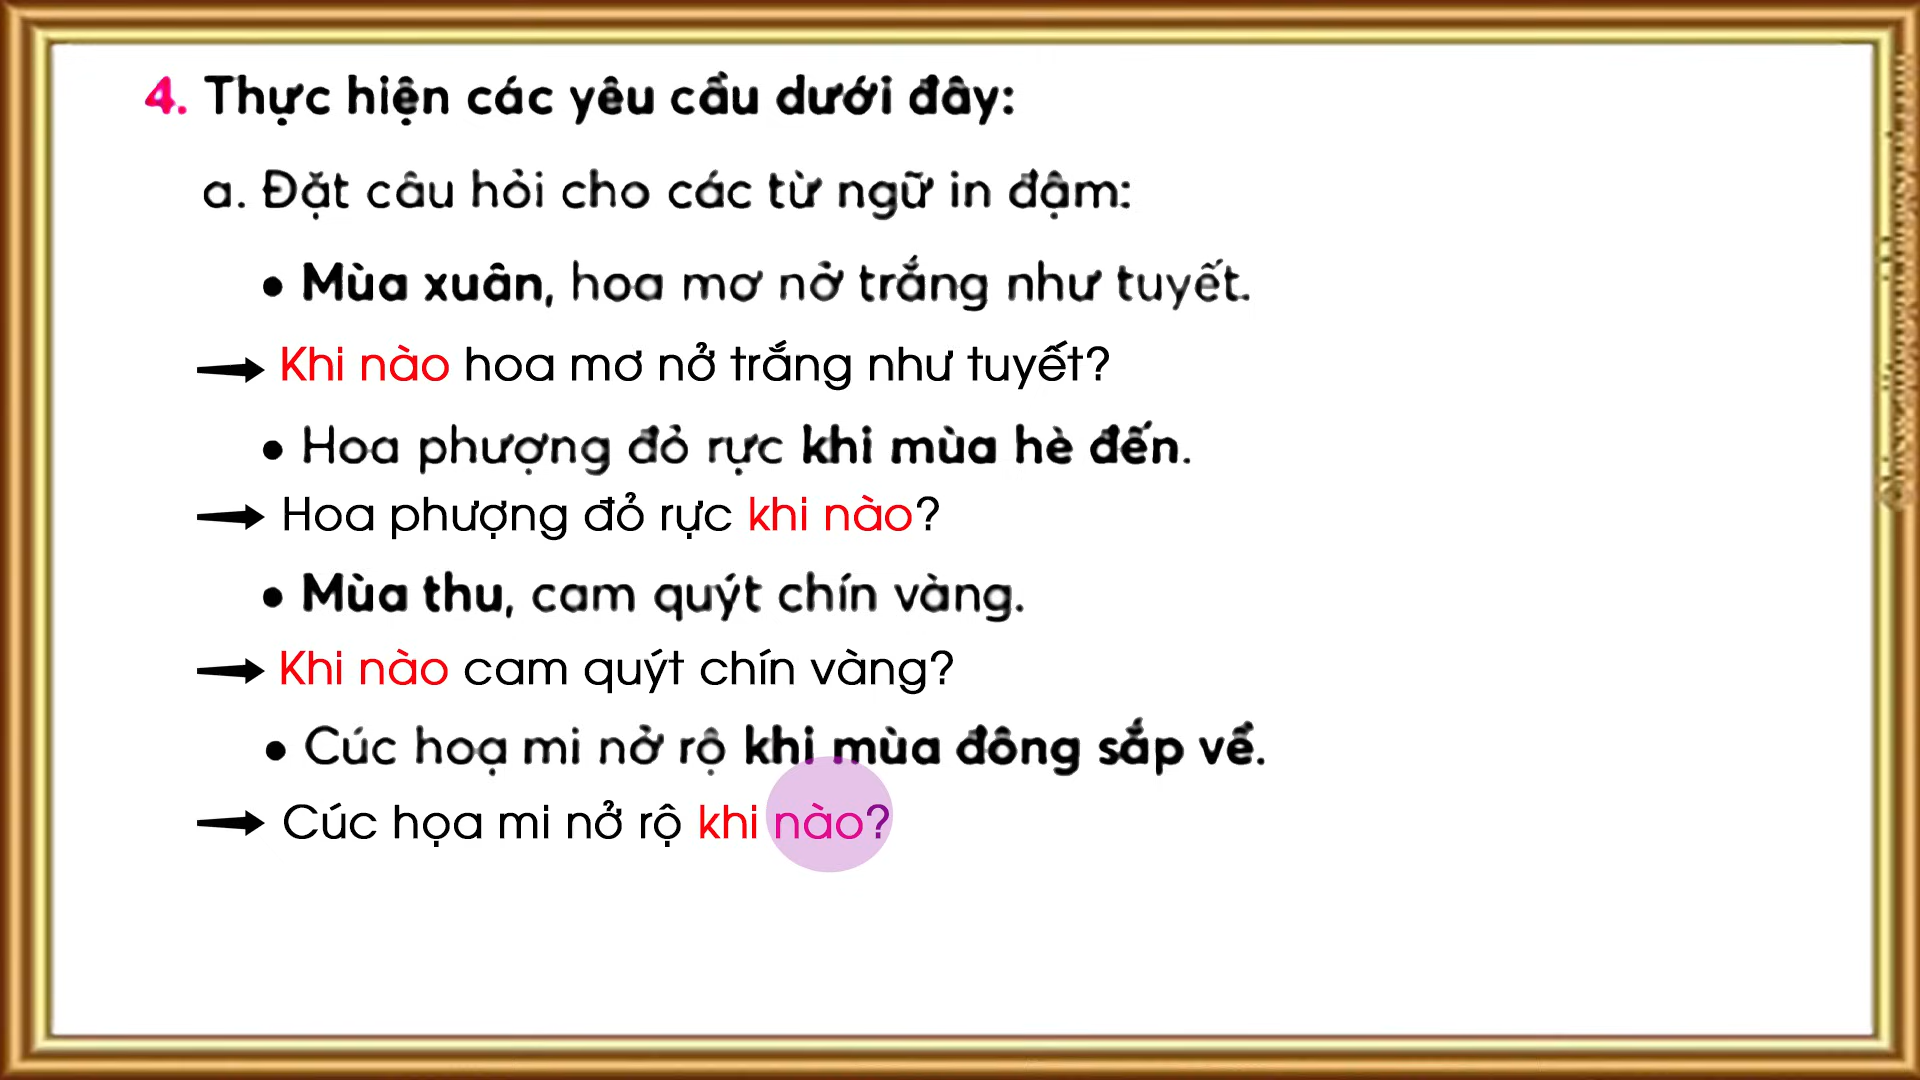 4. Thực hiện các yêu cầu dưới đây:
a. Đặt câu hỏi cho các từ ngữ in đậm:
• Mùa xuân, hoa mơ nở trắng như tuyết.
Khi nào hoa mơ nở trắng như tuyết?
• Hoa phượng đỏ rực khi mùa hè đến.
Hoa phượng đỏ rực khi nào?
• Mùa thu, cam quýt chín vàng.
Khi nào cam quýt chín vàng?
• Cúc hoạ mi nở rộ khi mùa đông sắp về.
Cúc họa mi nở rộ khi nào?